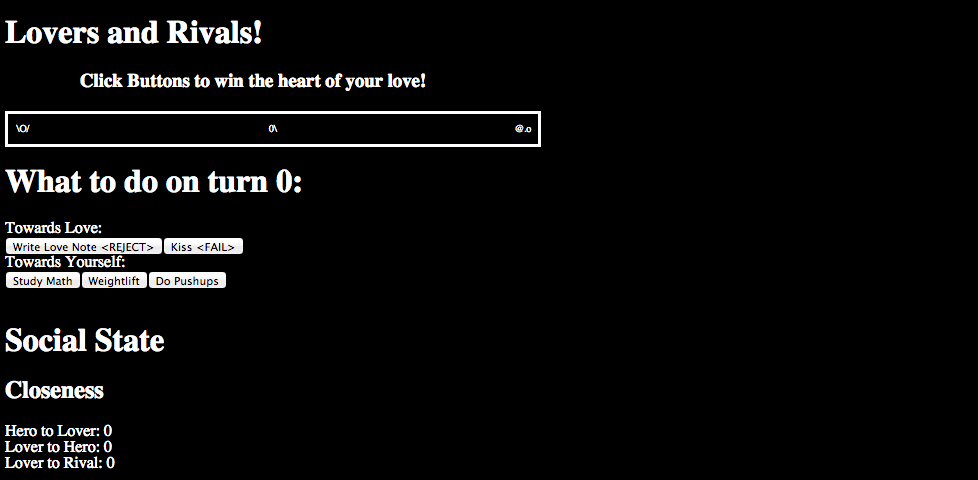 Lovers and Rivals!
Click Buttons to win the heart of your love!
\O/ 0\ @.o
What to do on turn 0:
Towards Love:
Write Love Note <REJECT> Kiss <FAIL>
Towards Yourself:
Study Math Weightlift Do Pushups
Social State
Closeness
Hero to Lover: 0
Lover to Hero: 0
Lover to Rival: 0